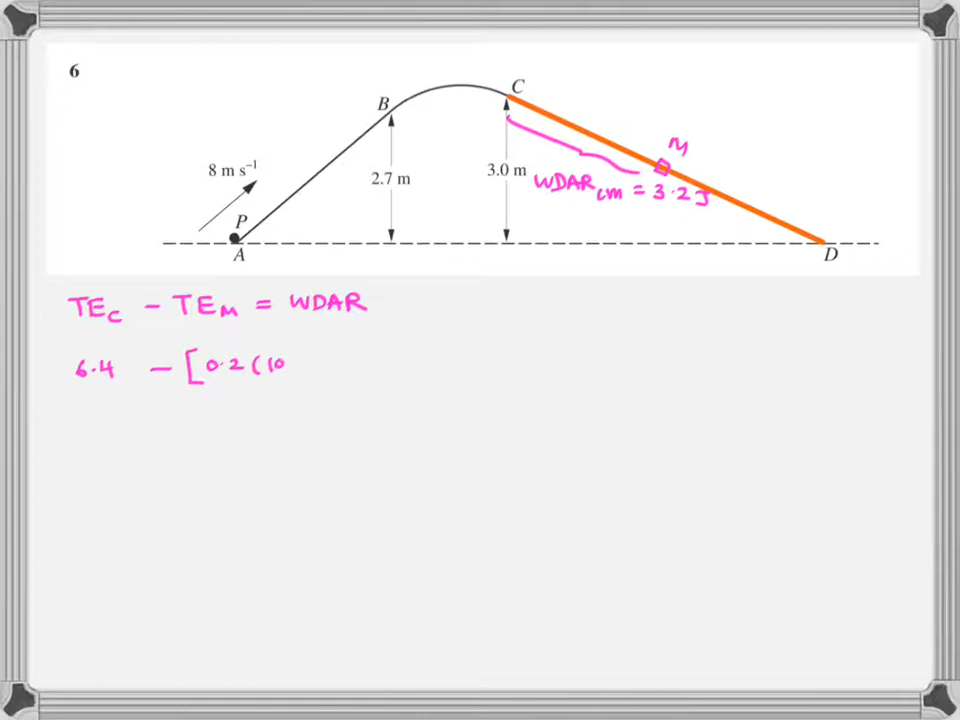 6
C
B
M
8 m s⁻¹
2.7 m
3.0 m
WDAR_CM = 3.2 J
P
A
D
TE_C - TE_M = WDAR
6.4 - [0.2(10